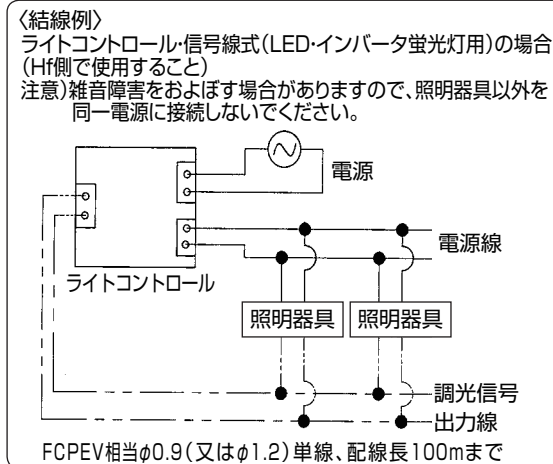 〈結線例〉
ライトコントロール・信号線式(LED・インバータ蛍光灯用)の場合
(Hf側で使用すること)
注意)雑音障害をおよぼす場合がありますので、照明器具以外を
同一電源に接続しないでください。
電源
電源線
ライトコントロール
照明器具 照明器具
調光信号
出力線
FCPEV相当φ0.9(又はφ1.2)単線、配線長100mまで